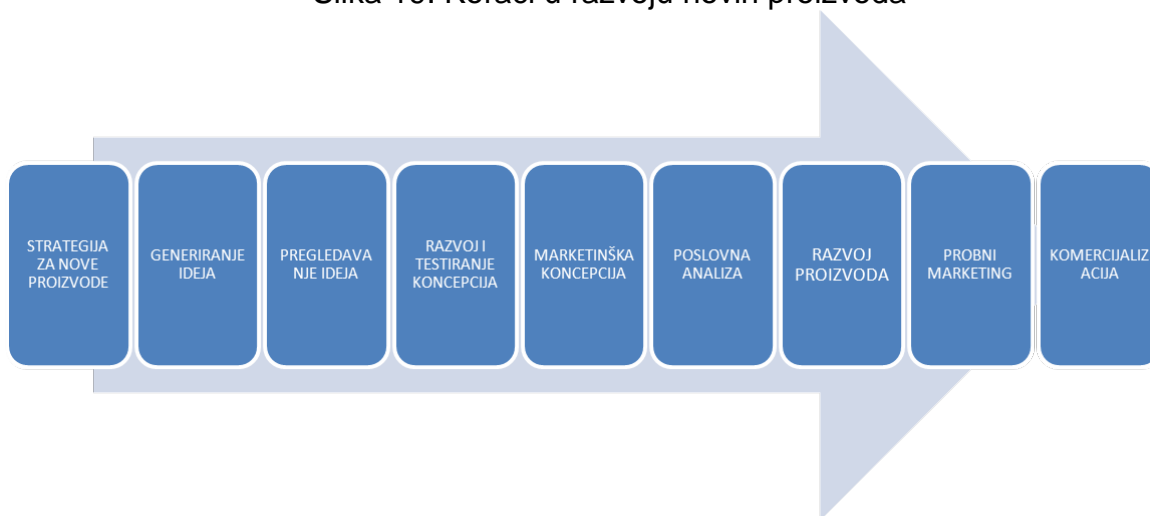 Koraci u razvoju novih proizvoda
STRATEGIJA
ZA NOVE
PROIZVODE
GENERIRANJE
IDEJA
PREGLEDAVA
NJE IDEJA
RAZVOJ I
TESTIRANJE
KONCEPCIJA
MARKETINŠKA
KONCEPCIJA
POSLOVNA
ANALIZA
RAZVOJ
PROIZVODA
PROBNI
MARKETING
KOMERCIJALIZ
ACIJA